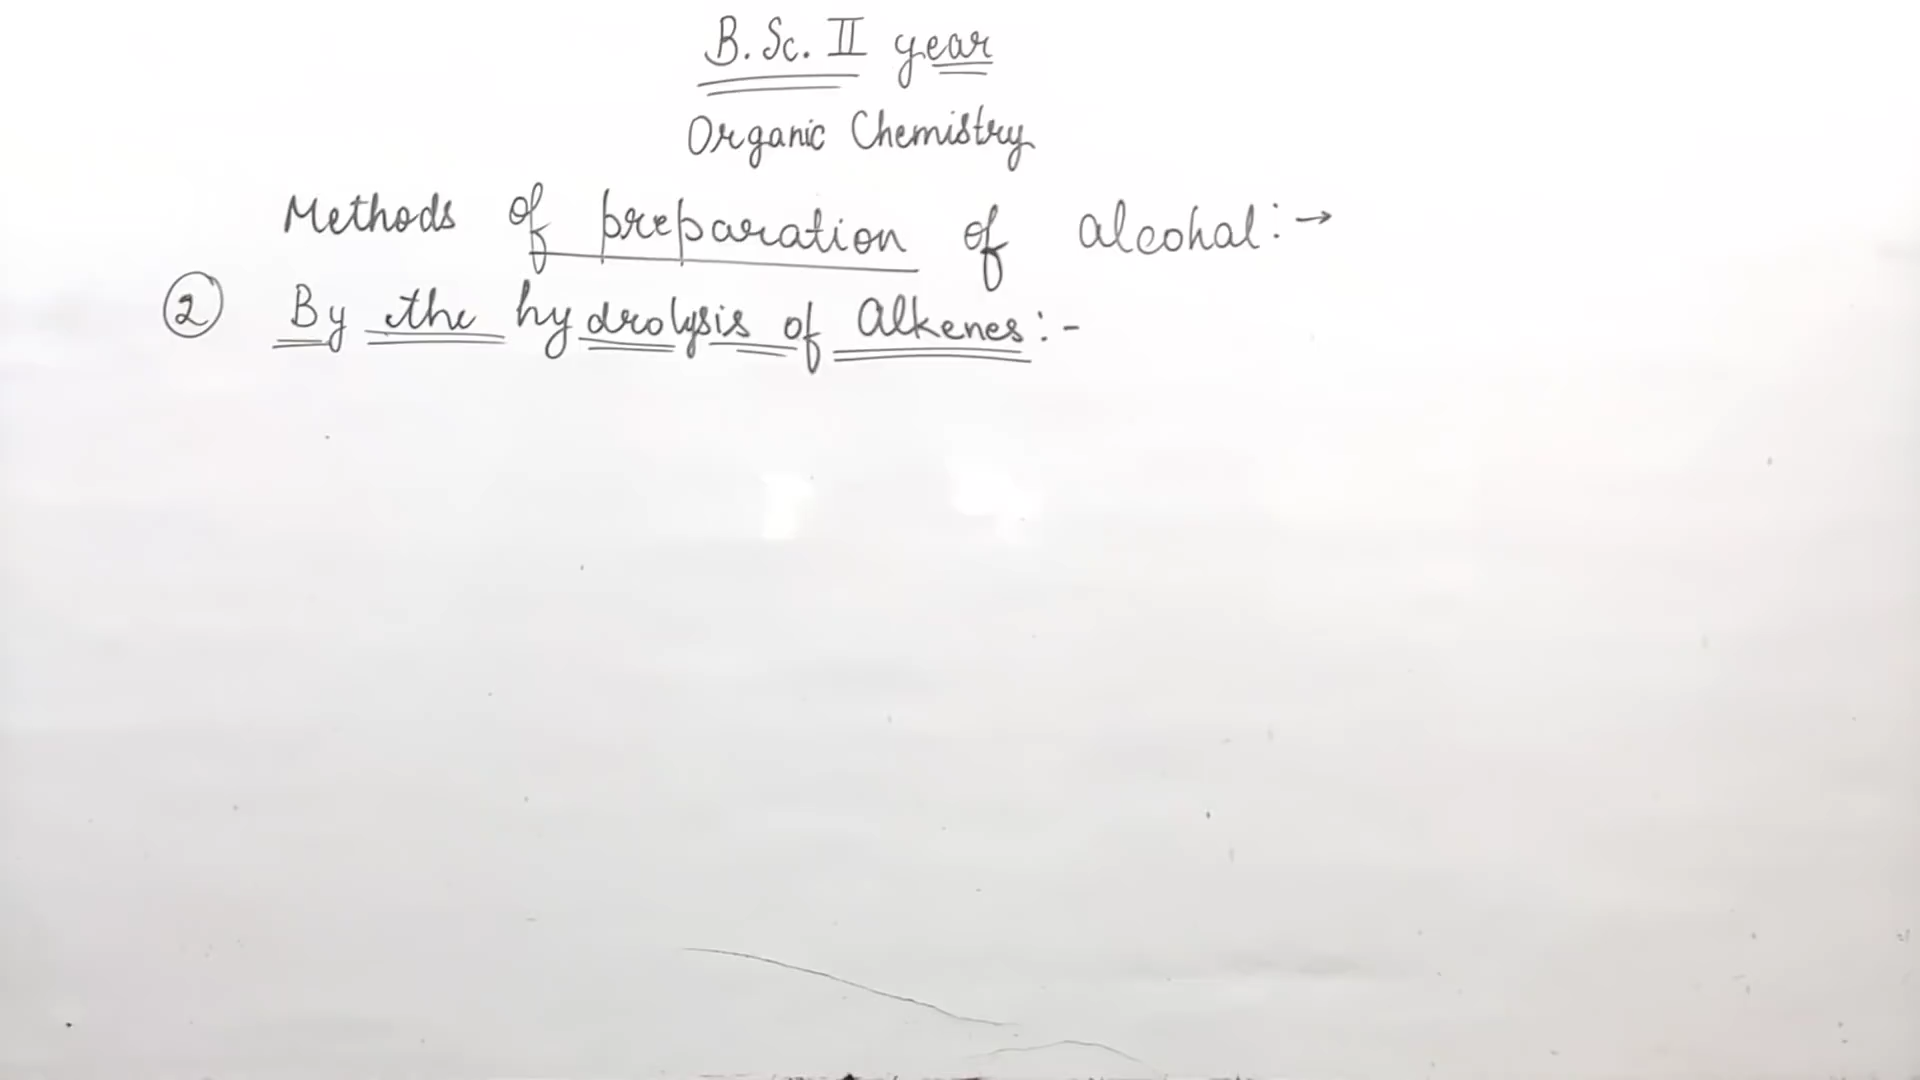 B. Sc. II year
Organic Chemistry
Methods of preparation of alcohal :→
② By the hydrolysis of Alkenes :-